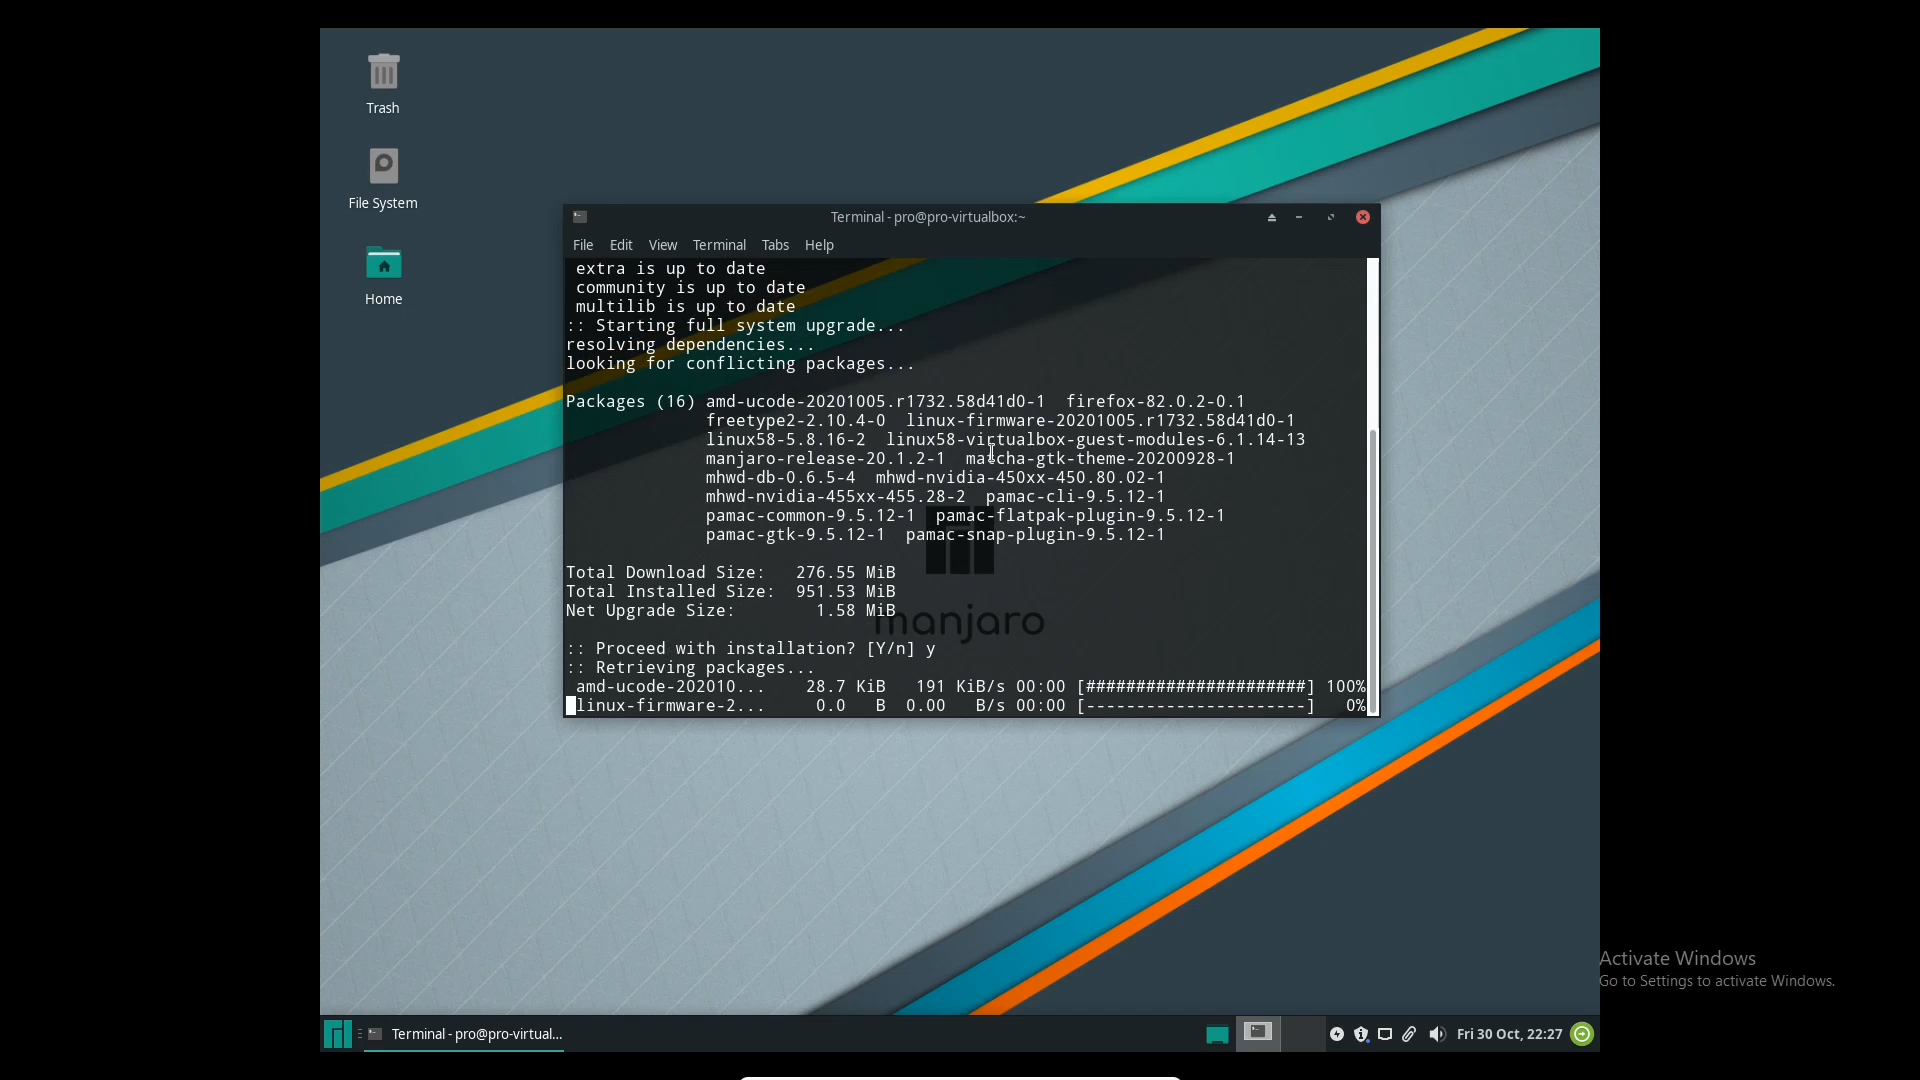 Trash
File System
Home
Terminal - pro@pro-virtualbox:~
File Edit View Terminal Tabs Help
extra is up to date
community is up to date
multilib is up to date
:: Starting full system upgrade...
resolving dependencies...
looking for conflicting packages...
Packages (16) amd-ucode-20201005.r1732.58d41d0-1 firefox-82.0.2-0.1
freetype2-2.10.4-0 linux-firmware-20201005.r1732.58d41d0-1
linux58-5.8.16-2 linux58-virtualbox-guest-modules-6.1.14-13
manjaro-release-20.1.2-1 matcha-gtk-theme-20200928-1
mhwd-db-0.6.5-4 mhwd-nvidia-450xx-450.80.02-1
mhwd-nvidia-455xx-455.28-2 pamac-cli-9.5.12-1
pamac-common-9.5.12-1 pamac-flatpak-plugin-9.5.12-1
pamac-gtk-9.5.12-1 pamac-snap-plugin-9.5.12-1
Total Download Size: 276.55 MiB
Total Installed Size: 951.53 MiB
Net Upgrade Size: 1.58 MiB
manjaro
:: Proceed with installation? [Y/n] y
:: Retrieving packages...
amd-ucode-202010... 28.7 KiB 191 KiB/s 00:00 [######################] 100%
linux-firmware-2... 0.0 B 0.00 B/s 00:00 [----------------------] 0%
Activate Windows
Go to Settings to activate Windows.
Terminal - pro@pro-virtual...
Fri 30 Oct, 22:27